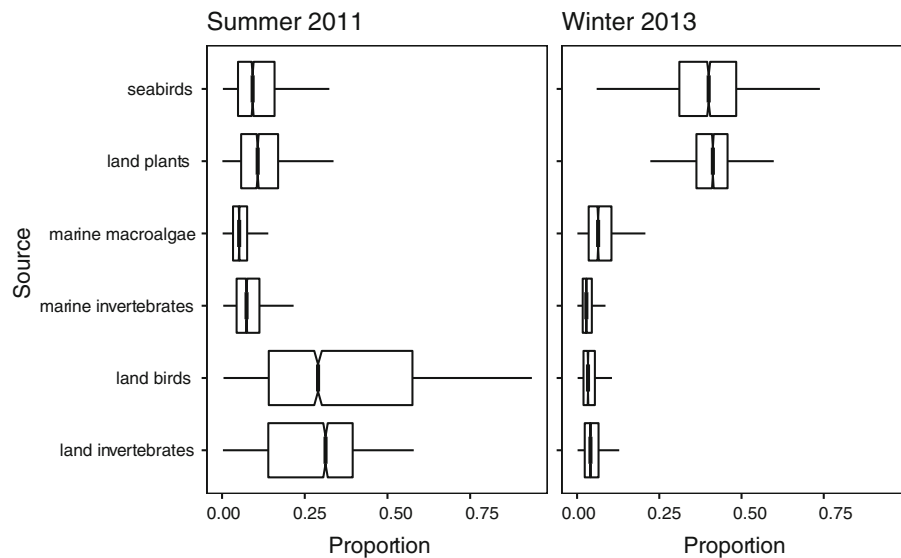 Summer 2011
Winter 2013
Source
seabirds
land plants
marine macroalgae
marine invertebrates
land birds
land invertebrates
0.00 0.25 0.50 0.75
0.00 0.25 0.50 0.75
Proportion
Proportion